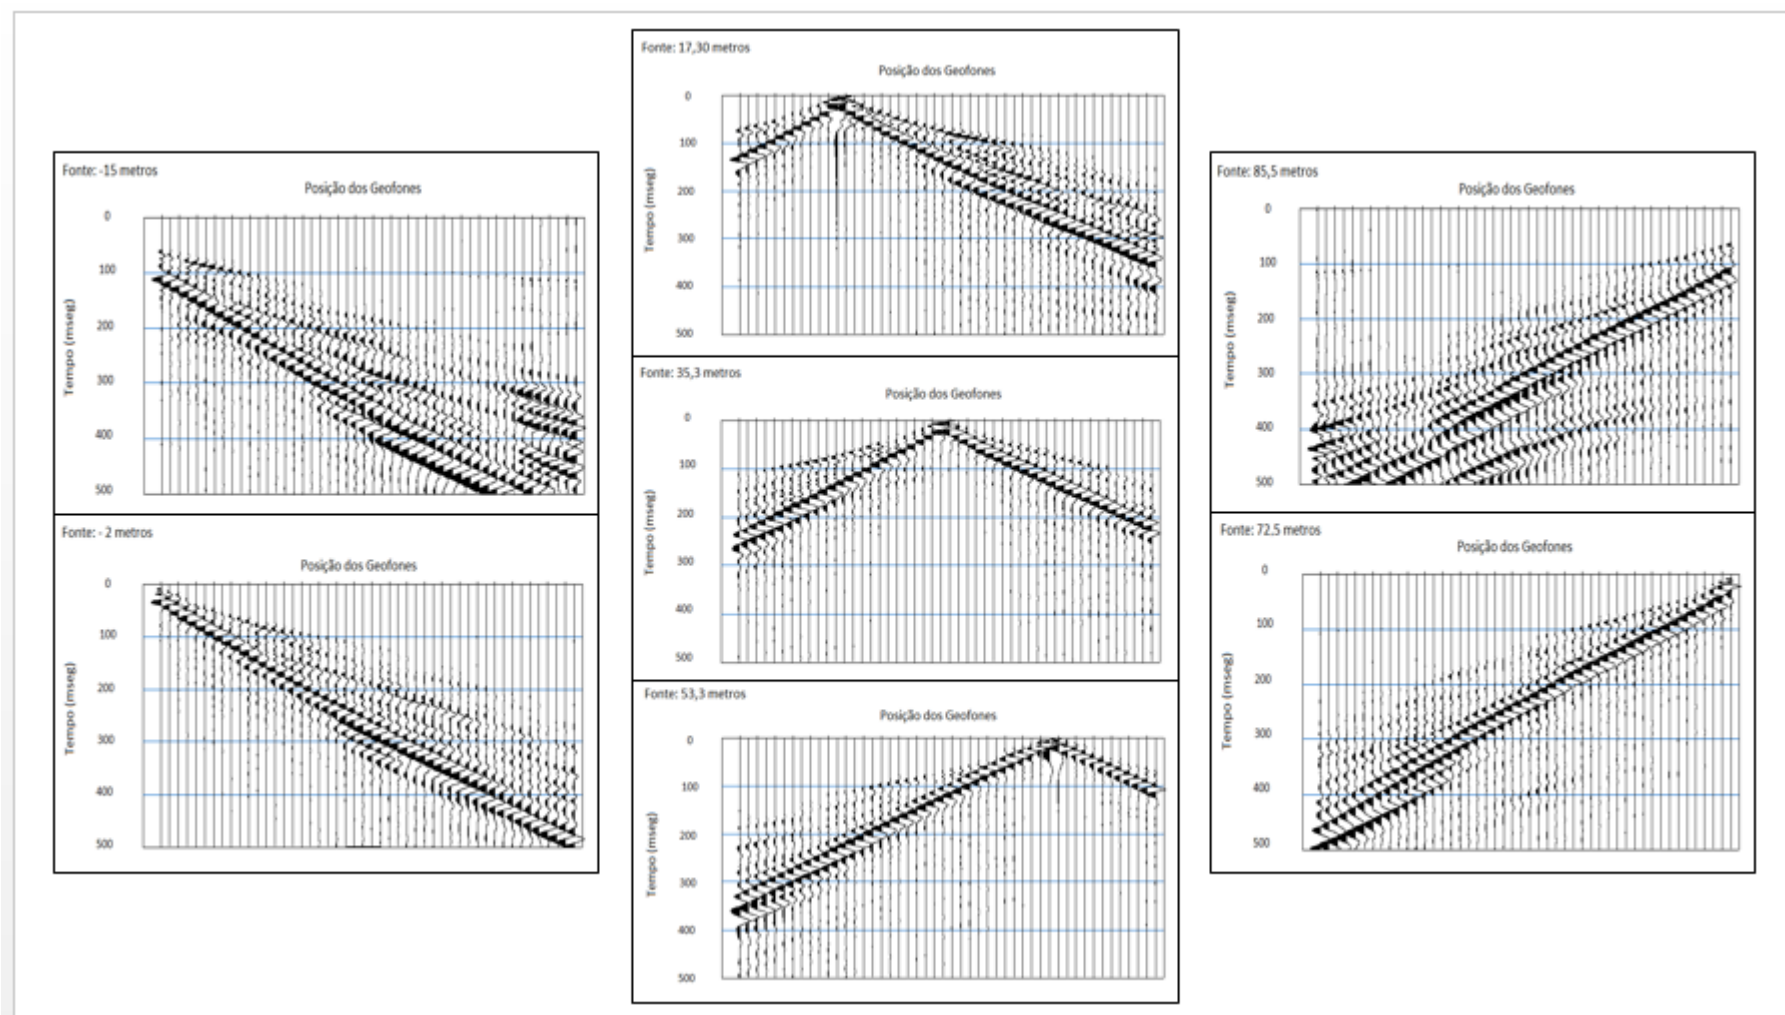 Fonte: -15 metros
Posição dos Geofones
Tempo (mseg)
0
100
200
300
400
500
Fonte: - 2 metros
Posição dos Geofones
Tempo (mseg)
0
100
200
300
400
500
Fonte: 17,30 metros
Posição dos Geofones
Tempo (mseg)
0
100
200
300
400
500
Fonte: 35,3 metros
Posição dos Geofones
Tempo (mseg)
0
100
200
300
400
500
Fonte: 53,3 metros
Posição dos Geofones
Tempo (mseg)
0
100
200
300
400
500
Fonte: 85,5 metros
Posição dos Geofones
Tempo (mseg)
0
100
200
300
400
500
Fonte: 72,5 metros
Posição dos Geofones
Tempo (mseg)
0
100
200
300
400
500